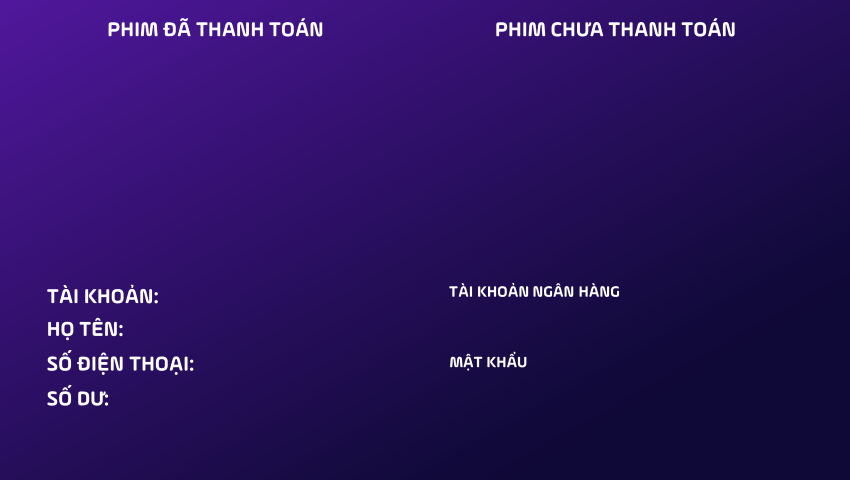 PHIM ĐÃ THANH TOÁN
PHIM CHƯA THANH TOÁN
TÀI KHOẢN:
HỌ TÊN:
SỐ ĐIỆN THOẠI:
SỐ DƯ:
TÀI KHOẢN NGÂN HÀNG
MẬT KHẨU